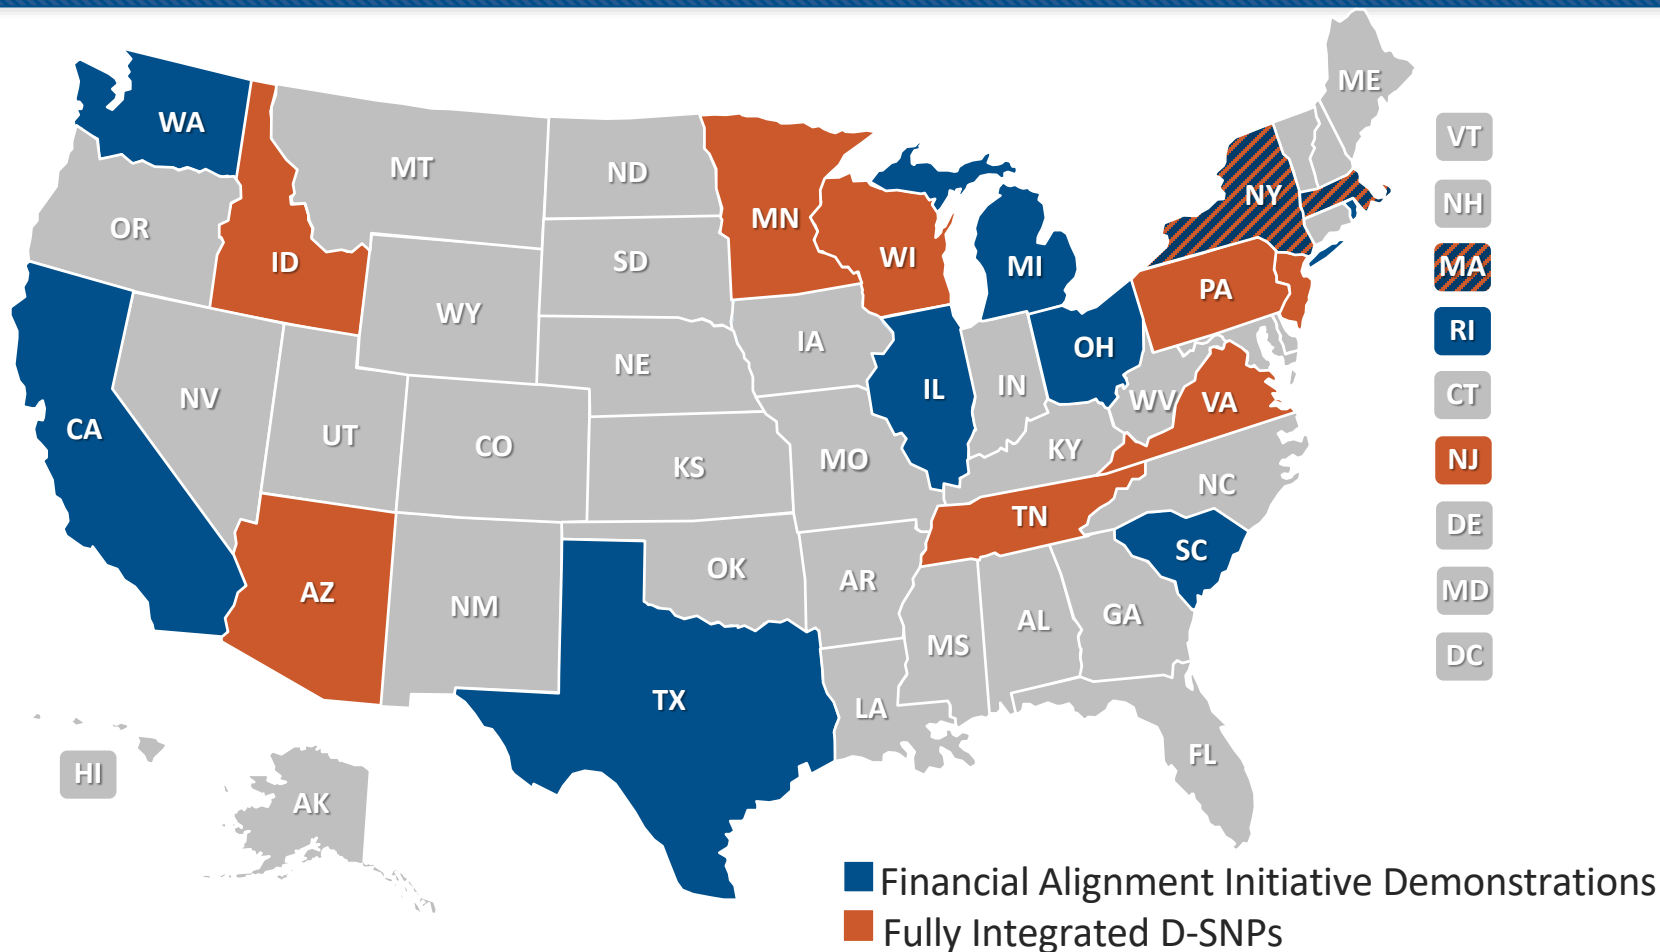 ME
WA
VT
MT
ND
NH
NY
MN
OR
WI
SD
ID
MI
MA
PA
WY
RI
IA
OH
NE
IN
IL
CT
NV
WV
VA
CA
UT
CO
KY
MO
KS
NJ
NC
TN
DE
SC
OK
AR
AZ
MD
NM
GA
AL
MS
DC
TX
LA
FL
HI
AK
Financial Alignment Initiative Demonstrations
Fully Integrated D-SNPs